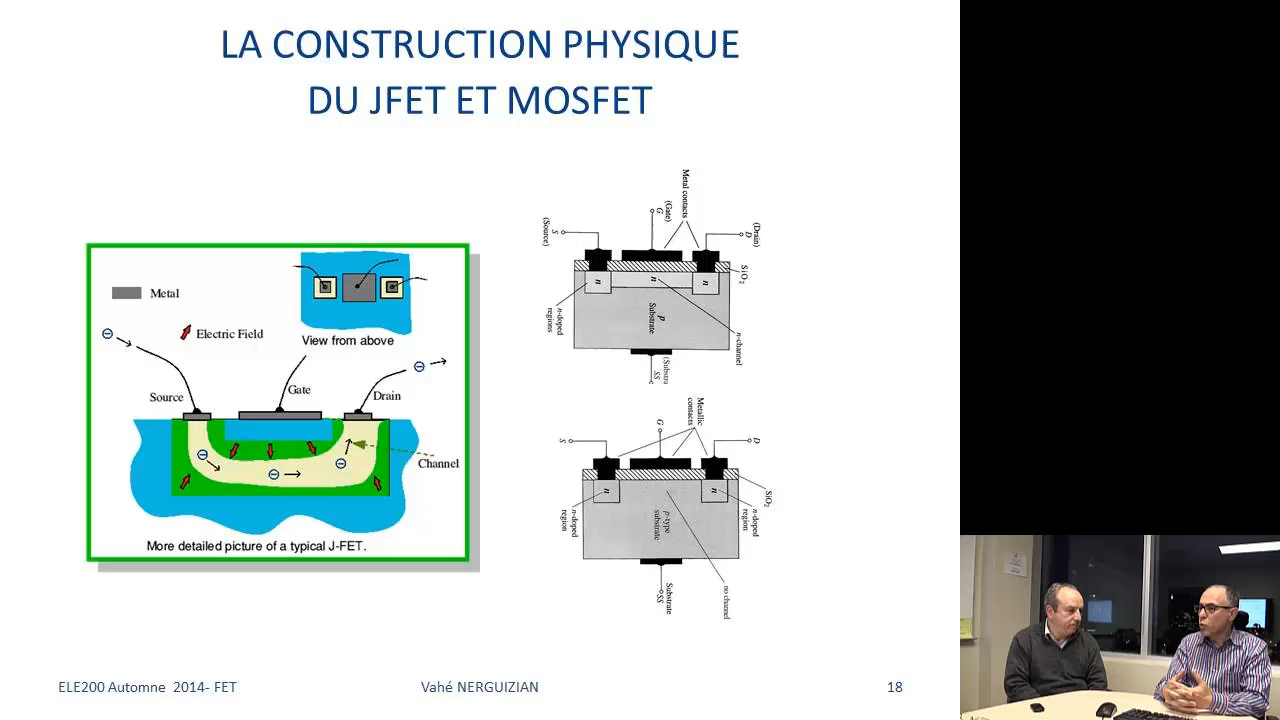 LA CONSTRUCTION PHYSIQUE
DU JFET ET MOSFET
Metal
Electric Field
View from above
Source
Gate
Drain
Channel
More detailed picture of a typical J-FET.
Metal contacts
(Source)
S
G
(Gate)
D
(Drain)
SiO2
n
n
n
n-doped
regions
p
Substrate
n-channel
(Substra
SS
Metallic
contacts
S
G
D
SiO2
n
n
n-doped
region
p-type
substrate
n-doped
region
no channel
SS
Substrate
ELE200 Automne 2014- FET
Vahé NERGUIZIAN
18